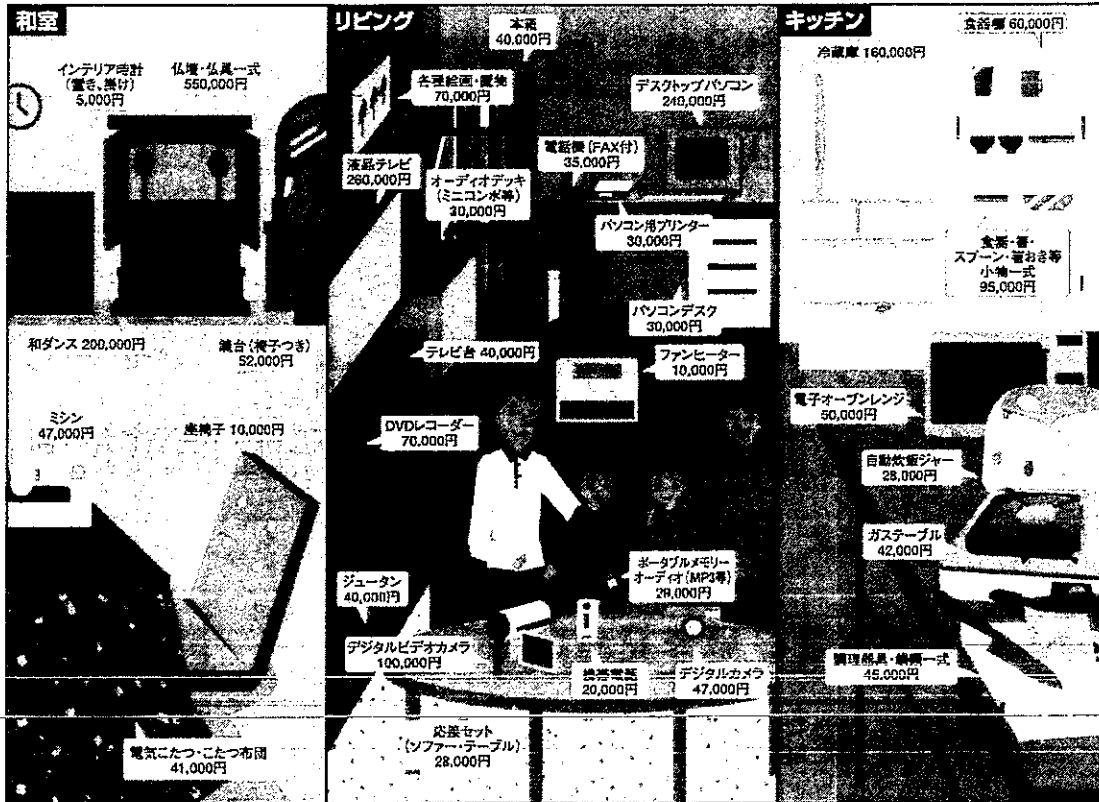 和室
インテリア時計
(置き、掛け)
5,000円
仏壇・仏具一式
550,000円
和ダンス 200,000円
鏡台(椅子つき)
52,000円
ミシン
47,000円
座椅子 10,000円
電気こたつ・こたつ布団
41,000円
リビング
本棚
40,000円
各種絵画・置物
70,000円
デスクトップパソコン
240,000円
電話機(FAX付)
35,000円
液晶テレビ
260,000円
オーディオデッキ
(ミニコンポ等)
30,000円
パソコン用プリンター
30,000円
パソコンデスク
30,000円
テレビ台 40,000円
ファンヒーター
10,000円
DVDレコーダー
70,000円
ポータブルメモリー
オーディオ(MP3等)
ジュータン
40,000円
デジタルビデオカメラ
100,000円
携帯電話
20,000円
デジタルカメラ
47,000円
応接セット
(ソファー・テーブル)
28,000円
キッチン
食器棚 60,000円
冷蔵庫 160,000円
食器・箸・
スプーン・箸おき等
小物一式
95,000円
電子オーブンレンジ
50,000円
自動炊飯ジャー
28,000円
ガステーブル
42,000円
調理器具・鍋類一式
45,000円